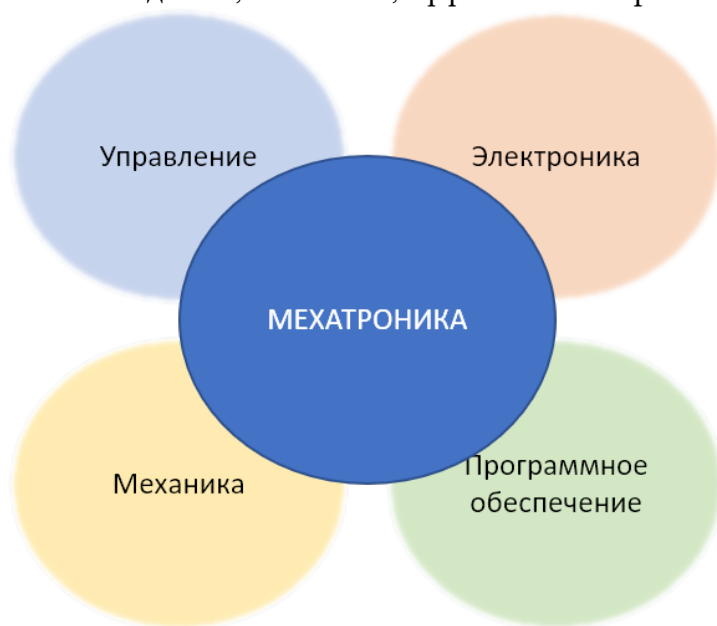 Управление
Электроника
МЕХАТРОНИКА
Механика
Программное
обеспечение